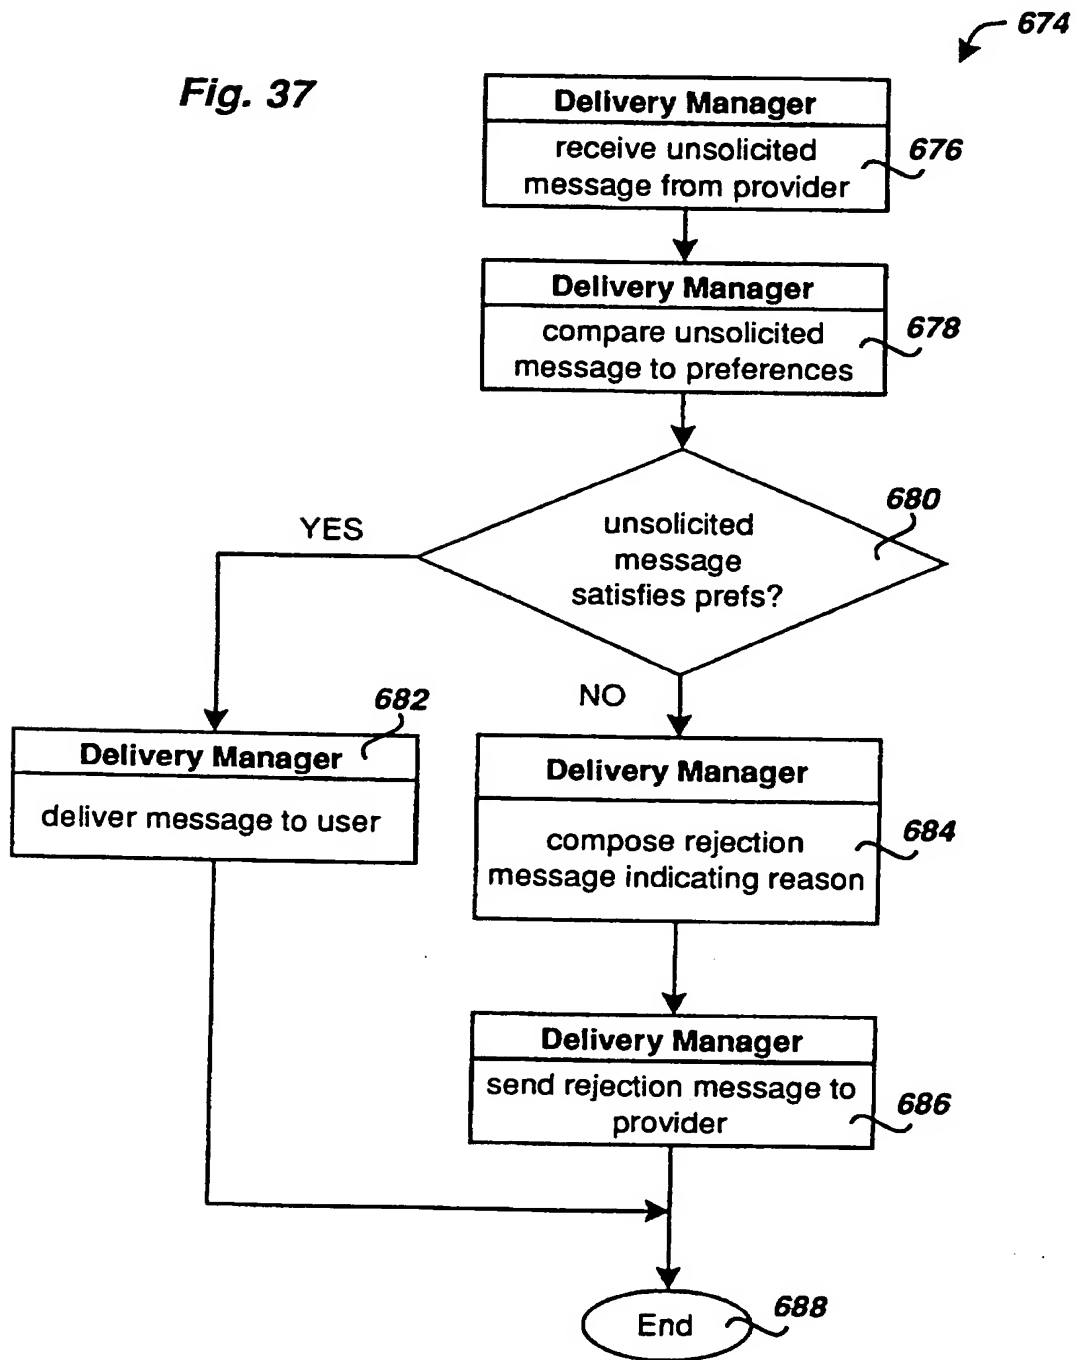 674
Fig. 37
Delivery Manager
receive unsolicited
message from provider
676
Delivery Manager
compare unsolicited
message to preferences
678
680
unsolicited
message
satisfies prefs?
YES
NO
682
Delivery Manager
deliver message to user
Delivery Manager
compose rejection
message indicating reason
684
Delivery Manager
send rejection message to
provider
686
End
688